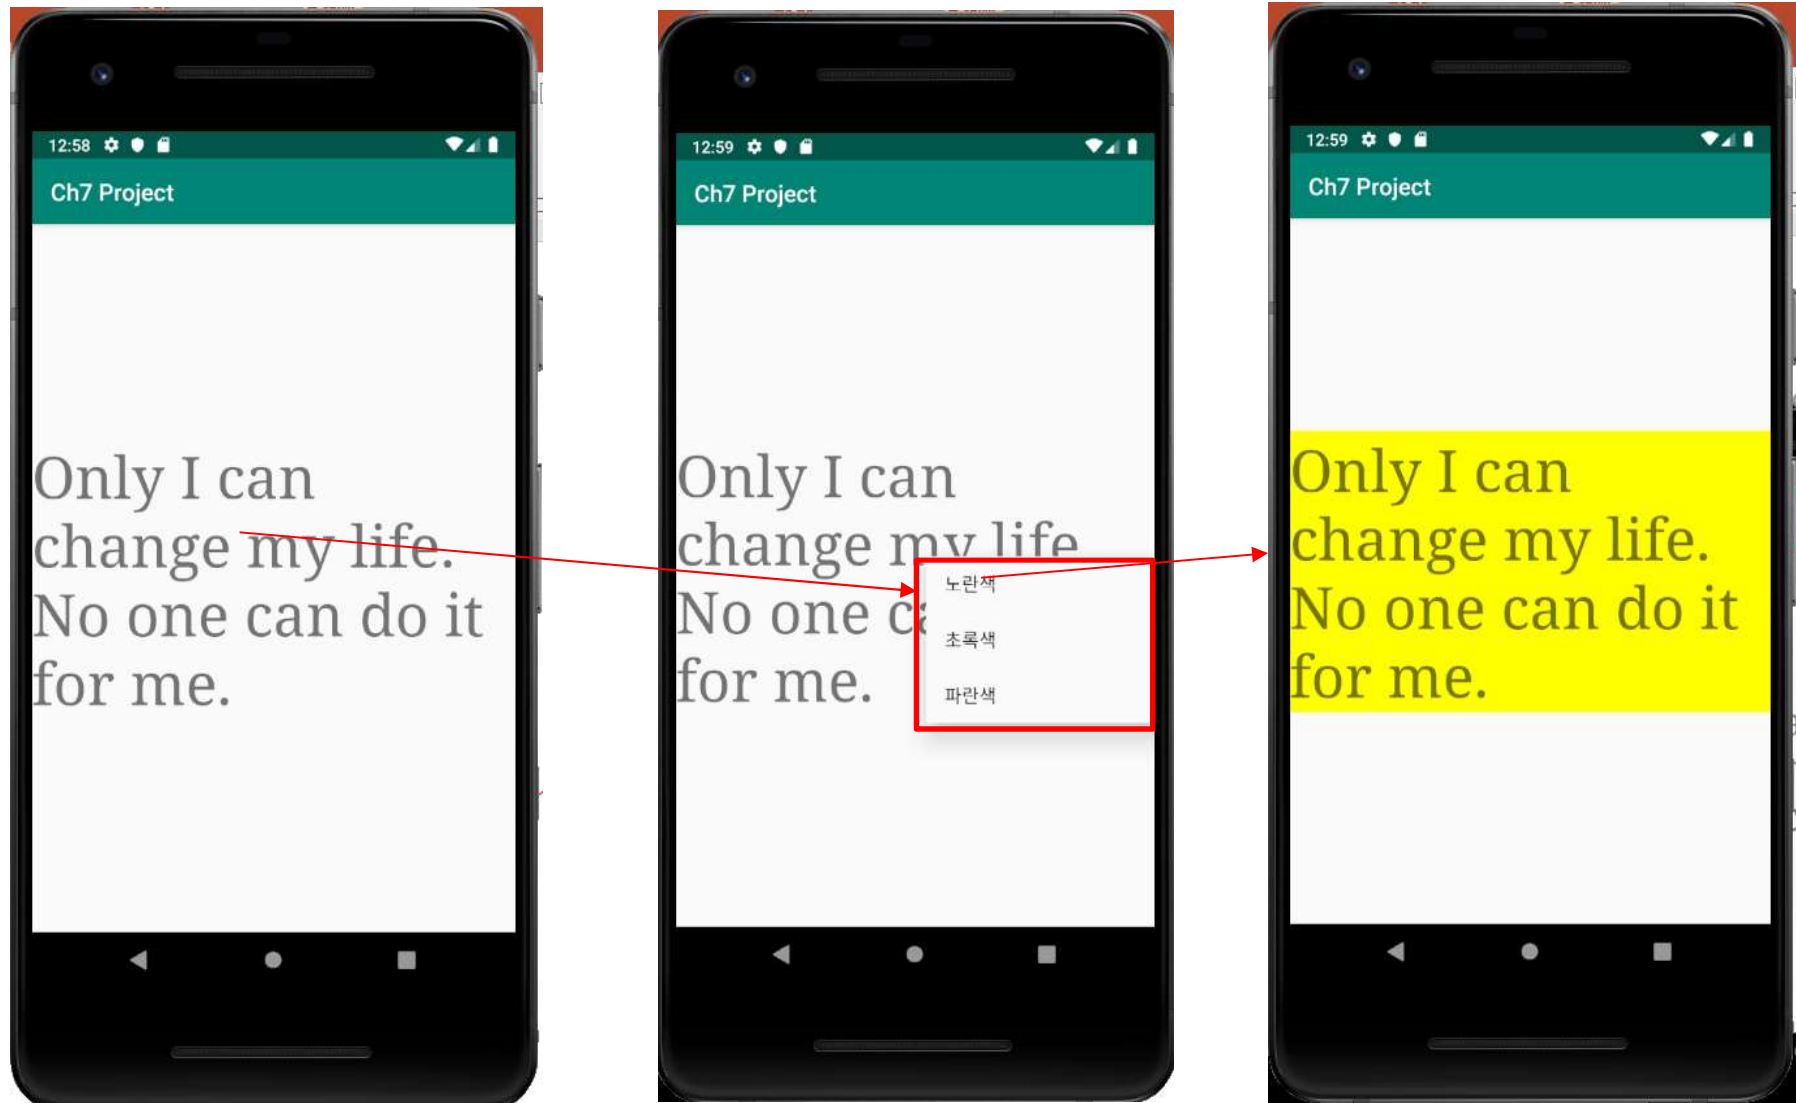 12:58
Ch7 Project
Only I can
change my life.
No one can do it
for me.
12:59
Ch7 Project
Only I can
change my life
No one ca
for me.
노란색
초록색
파란색
12:59
Ch7 Project
Only I can
change my life.
No one can do it
for me.